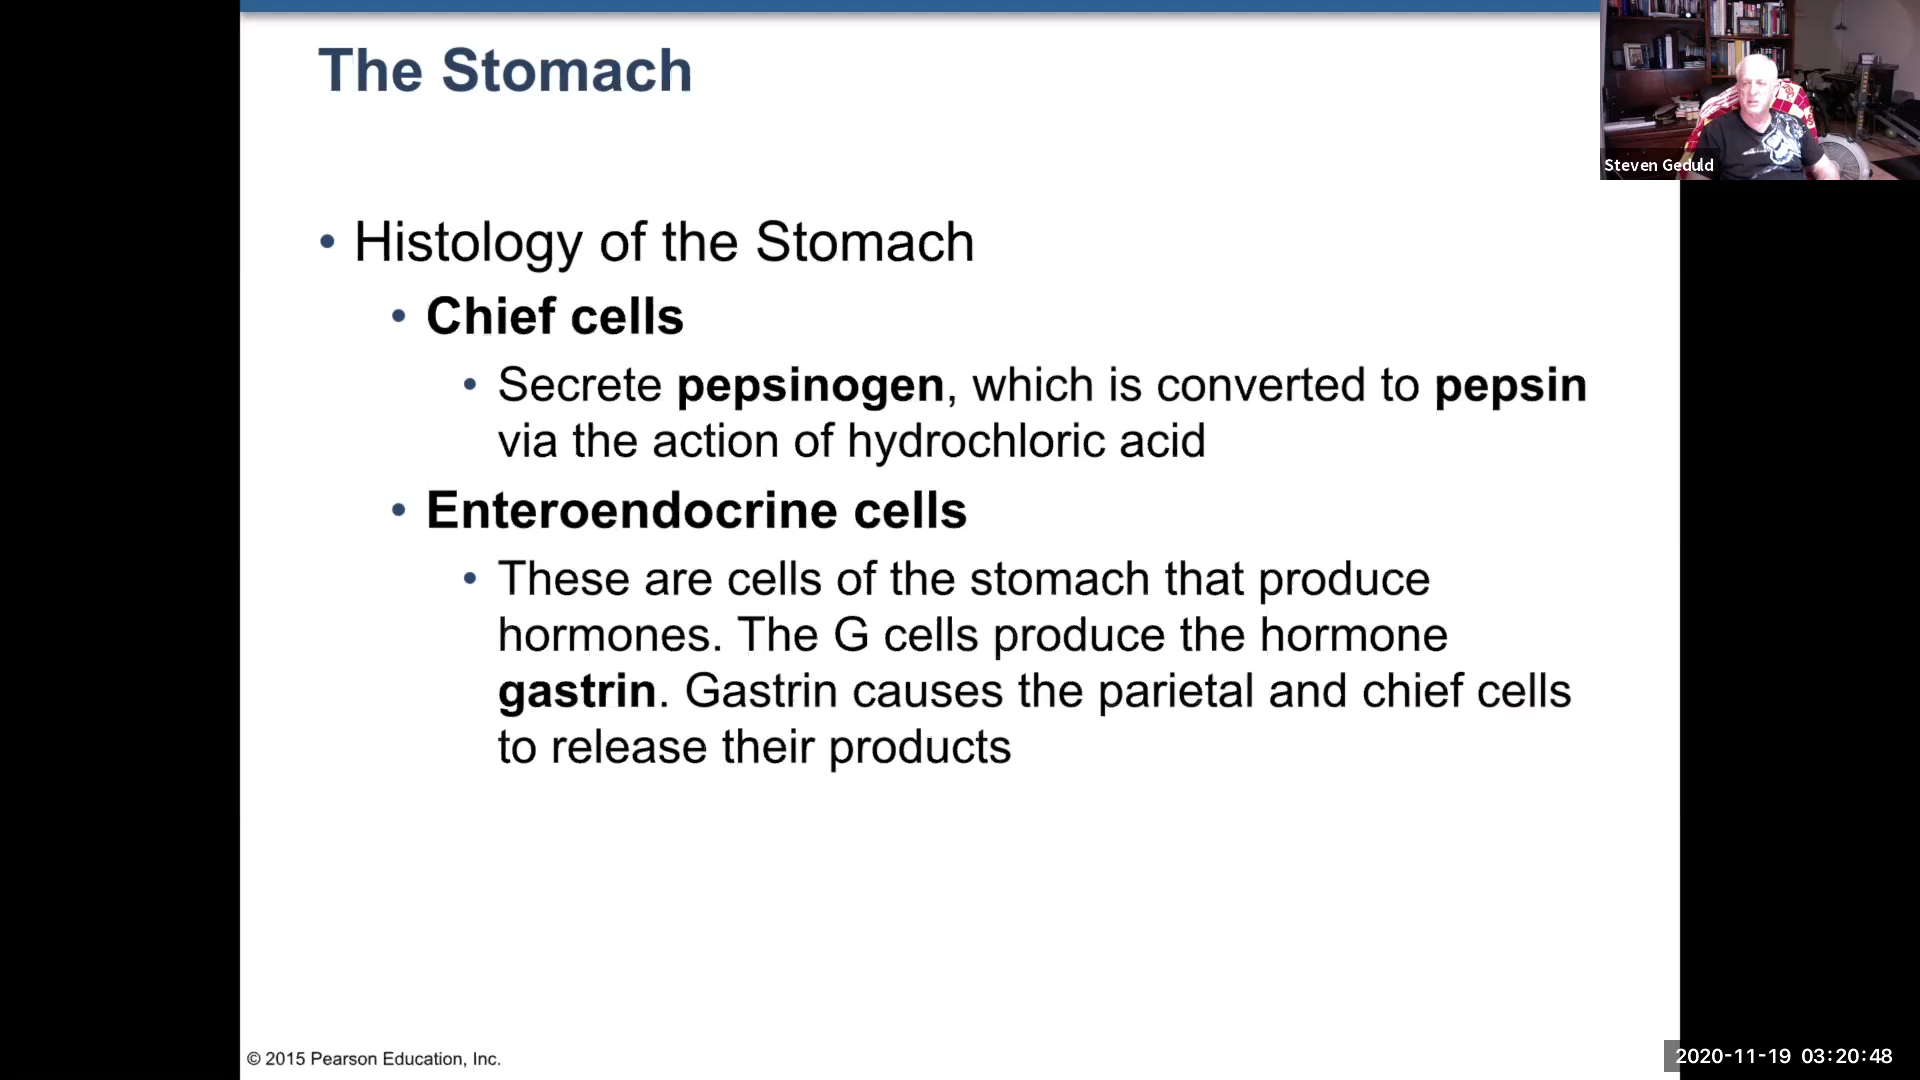 The Stomach
Steven Geduld
• Histology of the Stomach
• Chief cells
• Secrete pepsinogen, which is converted to pepsin
via the action of hydrochloric acid
• Enteroendocrine cells
• These are cells of the stomach that produce
hormones. The G cells produce the hormone
gastrin. Gastrin causes the parietal and chief cells
to release their products
© 2015 Pearson Education, Inc.
2020-11-19 03:20:48